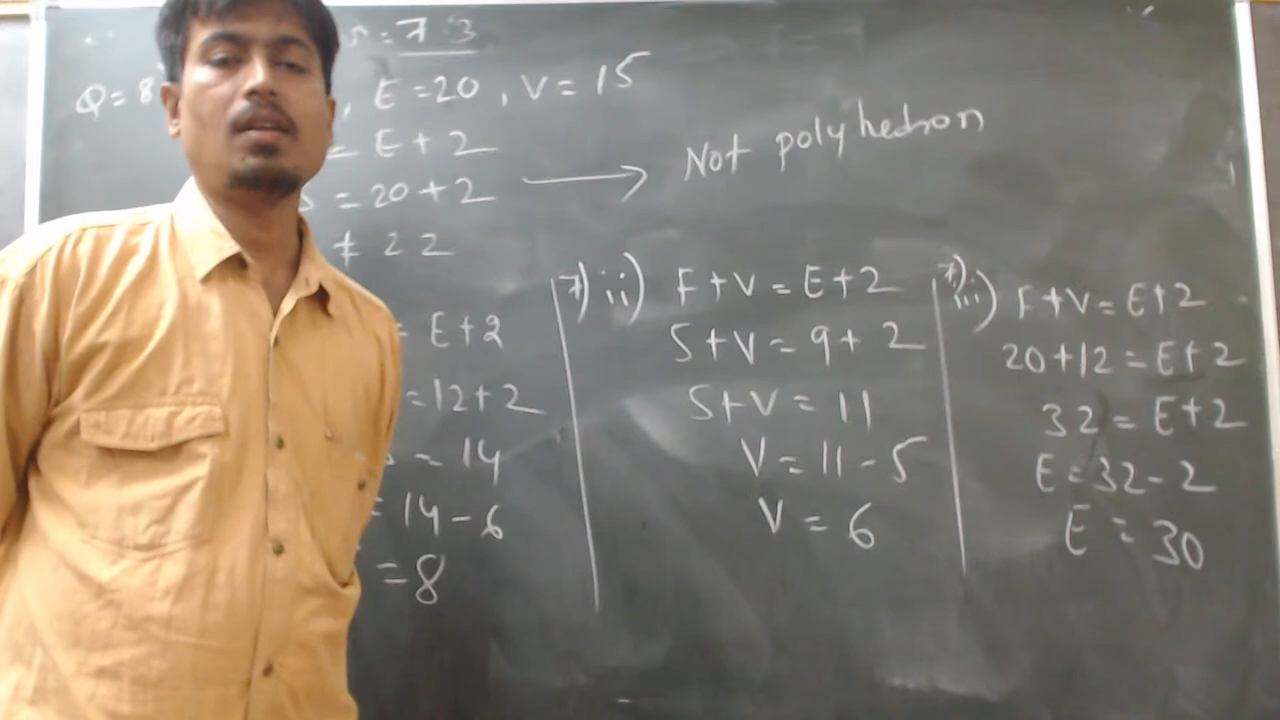 7.3
Q=8 , E=20, V=15
= E+2
= 20+2 → Not polyhedron
≠ 22
= E+2
=12+2
= 14
= 14-6
=8
7) ii) F+V=E+2
5+V=9+2
5+V=11
V=11-5
V=6
7) iii) F+V=E+2
20+12=E+2
32=E+2
E=32-2
E=30